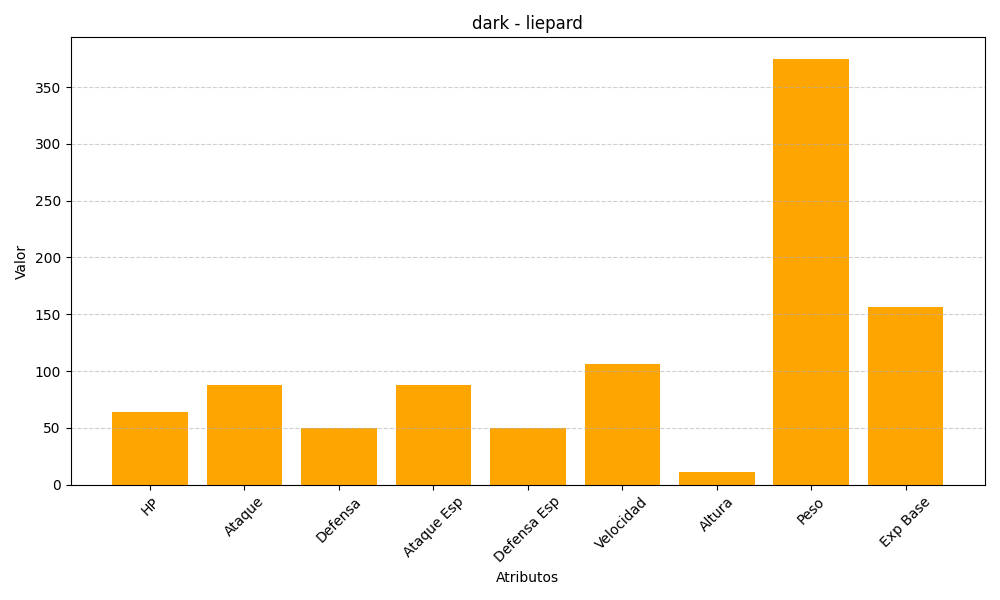 dark - liepard
Valor
350
300
250
200
150
100
50
0
HP
Ataque
Defensa
Ataque Esp
Defensa Esp
Velocidad
Altura
Peso
Exp Base
Atributos